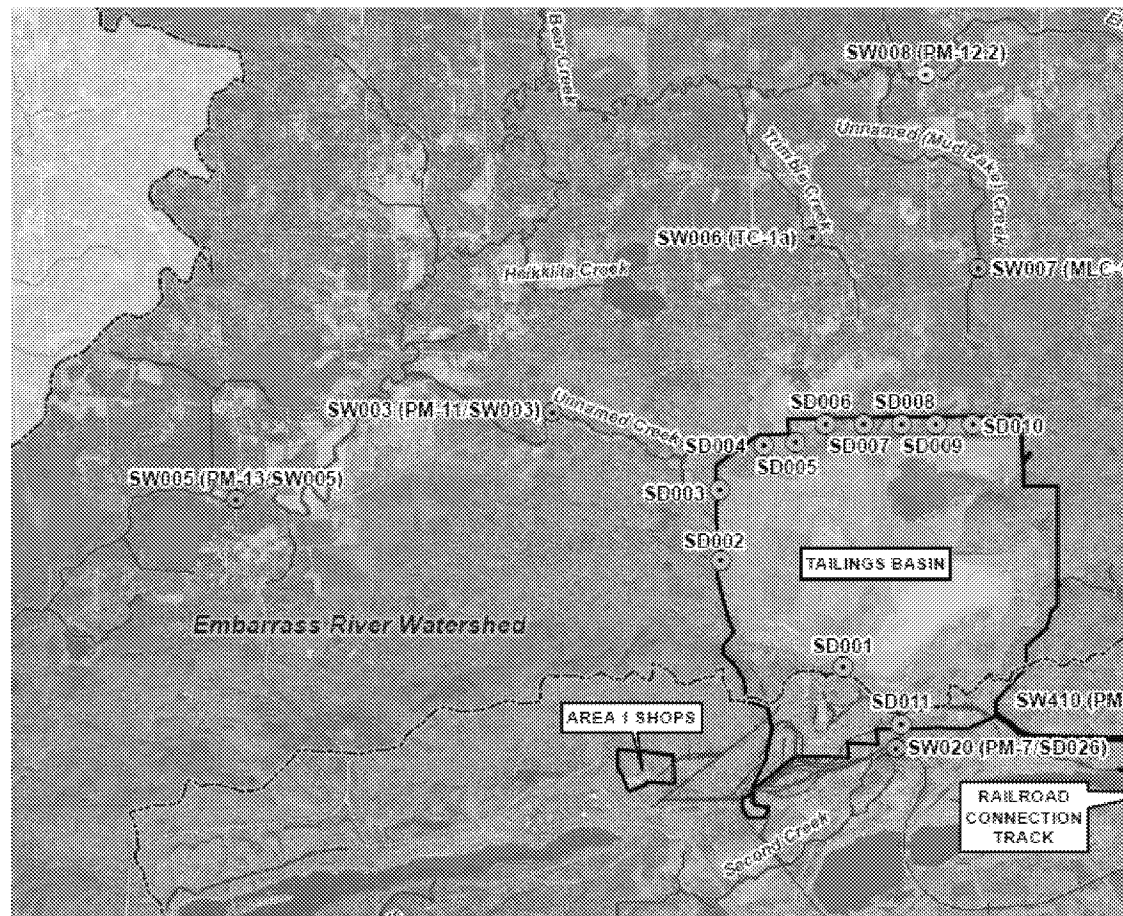 Bear Creek
SW008 (PM-12.2)
Unnamed (Mud Lake) Creek
Trimble Creek
SW006 (TC-1a)
SW007 (MLC-
Heikkilla Creek
SW003 (PM-11/SW003)
Unnamed Creek
SD006
SD008
SD004
SD005
SD007
SD009
SD010
SW005 (PM-13/SW005)
SD003
SD002
TAILINGS BASIN
Embarrass River Watershed
SD001
AREA 1 SHOPS
SD011
SW410 (PM
SW020 (PM-7/SD026)
RAILROAD
CONNECTION
TRACK
Second Creek